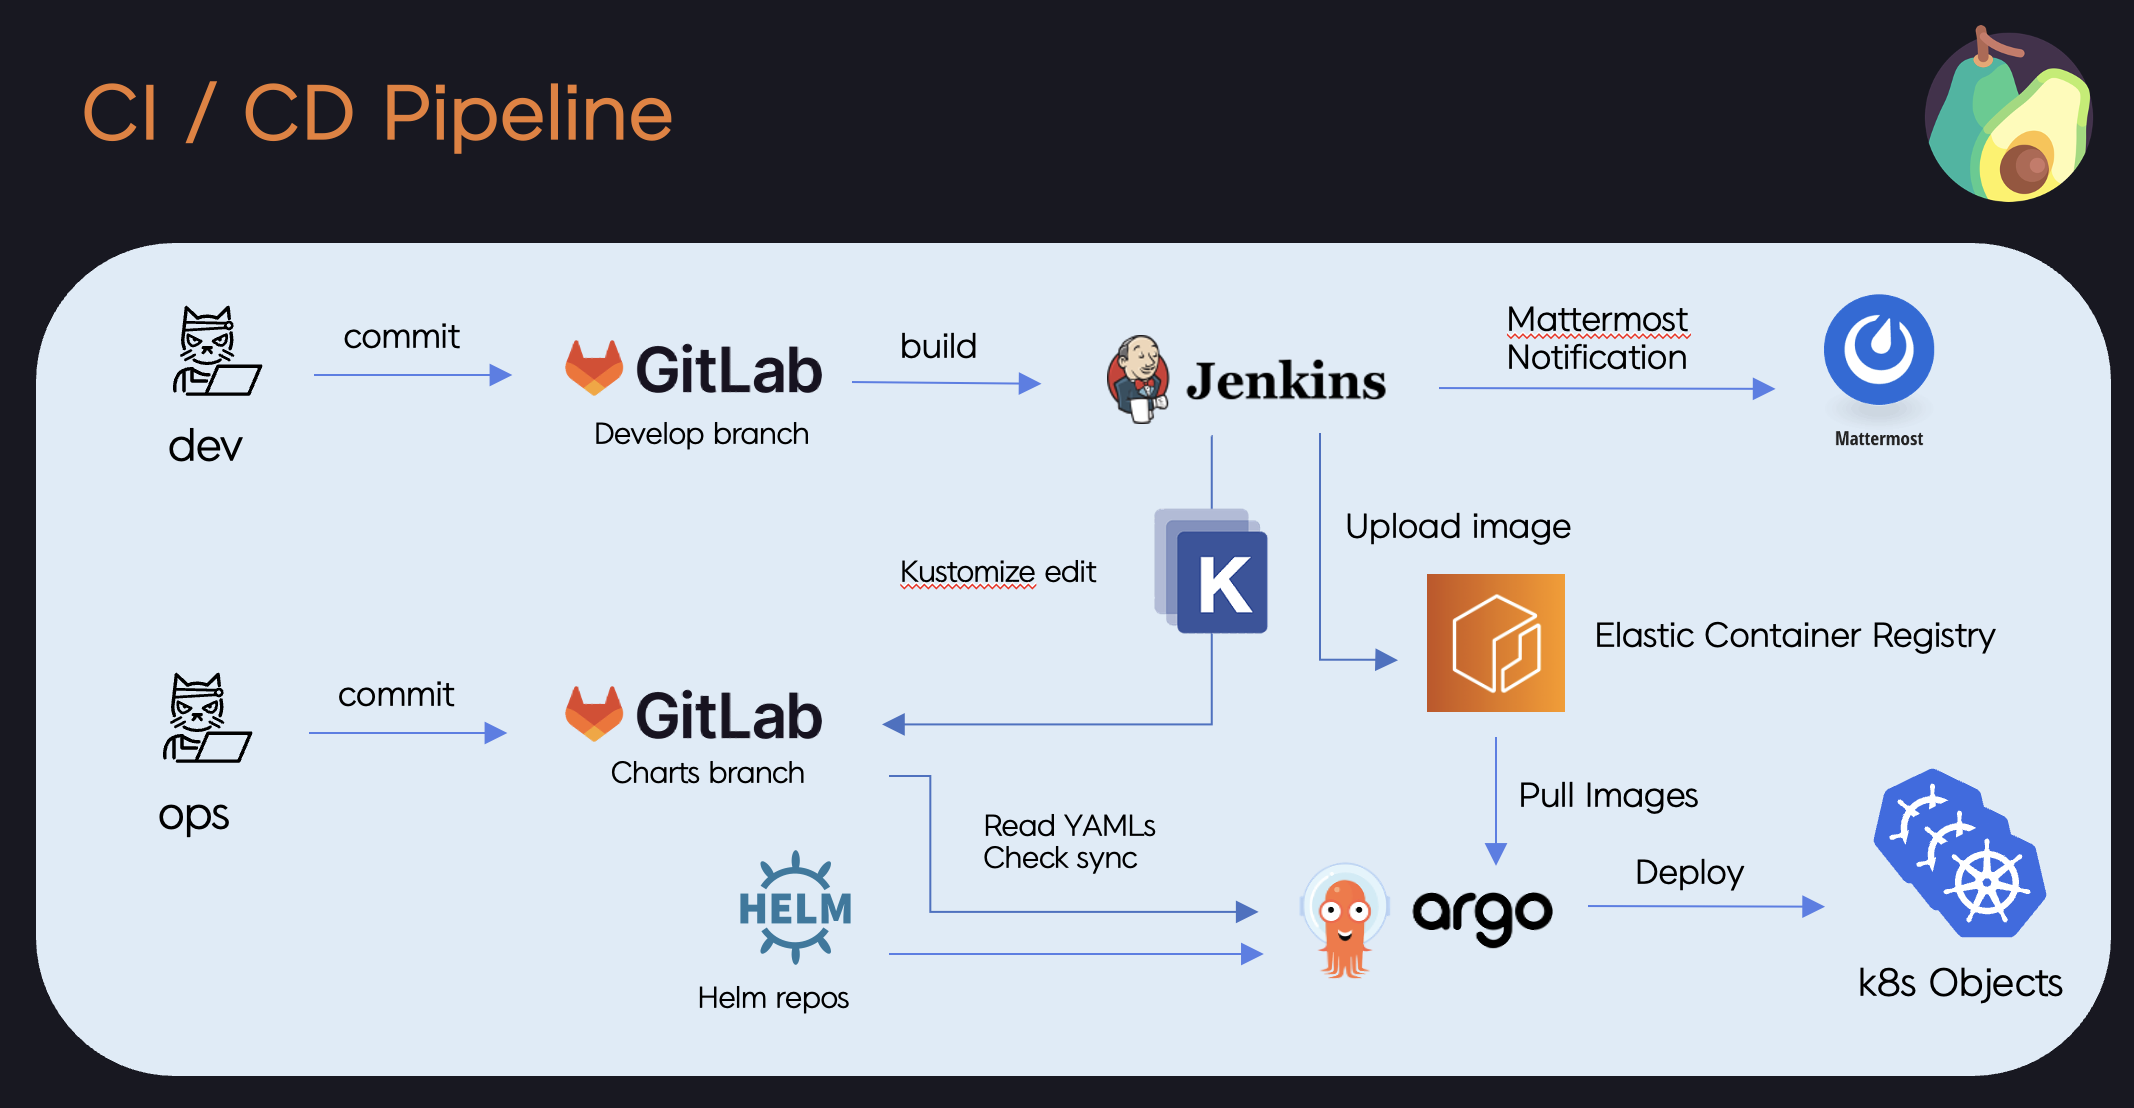 CI / CD Pipeline
dev
commit
GitLab
Develop branch
build
Jenkins
Mattermost
Notification
Mattermost
Kustomize edit
K
Upload image
Elastic Container Registry
ops
commit
GitLab
Charts branch
Read YAMLs
Check sync
Pull Images
HELM
Helm repos
argo
Deploy
k8s Objects